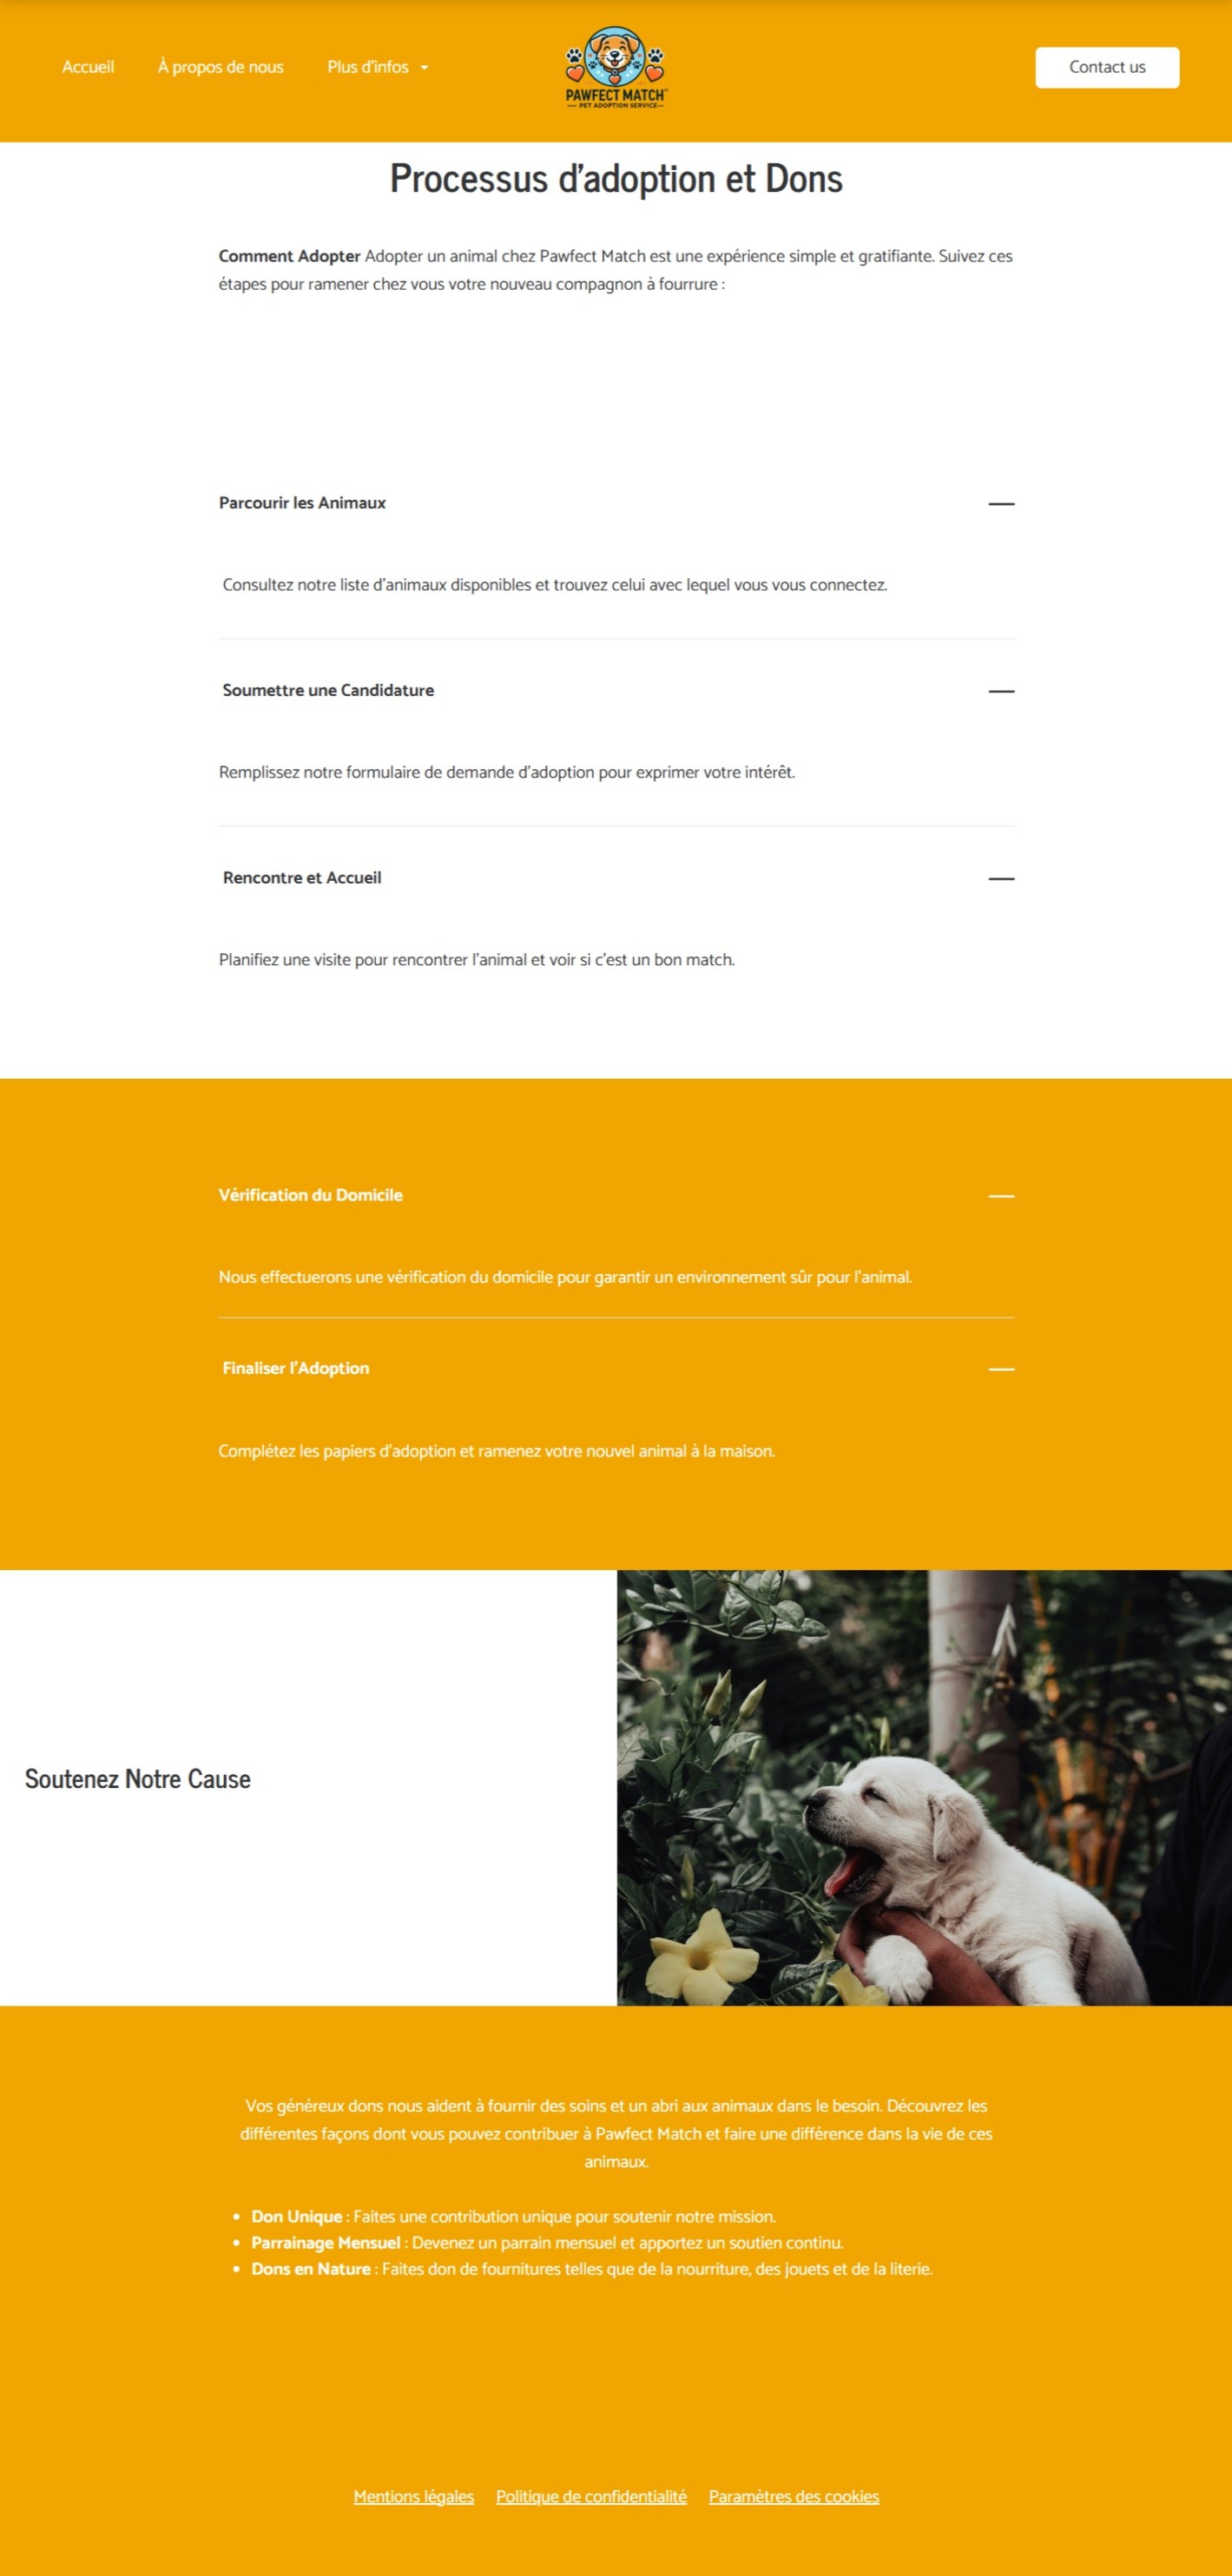 Accueil À propos de nous Plus d'infos Contact us
PAWFECT MATCH
PET ADOPTION SERVICE
Processus d'adoption et Dons
Comment Adopter Adopter un animal chez Pawfect Match est une expérience simple et gratifiante. Suivez ces
étapes pour ramener chez vous votre nouveau compagnon à fourrure :
Parcourir les Animaux
Consultez notre liste d'animaux disponibles et trouvez celui avec lequel vous vous connectez.
Soumettre une Candidature
Remplissez notre formulaire de demande d'adoption pour exprimer votre intérêt.
Rencontre et Accueil
Planifiez une visite pour rencontrer l'animal et voir si c'est un bon match.
Vérification du Domicile
Nous effectuerons une vérification du domicile pour garantir un environnement sûr pour l'animal.
Finaliser l'Adoption
Complétez les papiers d'adoption et ramenez votre nouvel animal à la maison.
Soutenez Notre Cause
Vos généreux dons nous aident à fournir des soins et un abri aux animaux dans le besoin. Découvrez les
différentes façons dont vous pouvez contribuer à Pawfect Match et faire une différence dans la vie de ces
animaux.
• Don Unique : Faites une contribution unique pour soutenir notre mission.
• Parrainage Mensuel : Devenez un parrain mensuel et apportez un soutien continu.
• Dons en Nature : Faites don de fournitures telles que de la nourriture, des jouets et de la literie.
Mentions légales Politique de confidentialité Paramètres des cookies